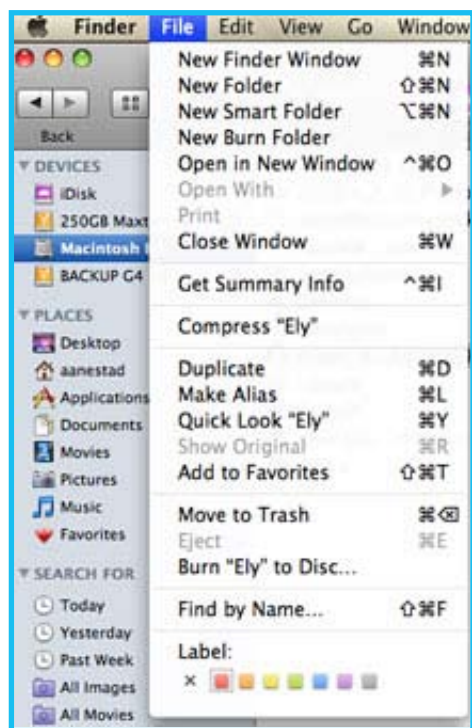 Finder File Edit View Go Window
Back
DEVICES
iDisk
250GB Maxt
Macintosh
BACKUP G4
PLACES
Desktop
aanestad
Applications
Documents
Movies
Pictures
Music
Favorites
SEARCH FOR
Today
Yesterday
Past Week
All Images
All Movies
New Finder Window ⌘N
New Folder ⇧⌘N
New Smart Folder ⌥⌘N
New Burn Folder
Open in New Window ^⌘O
Open With ▶
Print
Close Window ⌘W
Get Summary Info ^⌘I
Compress “Ely”
Duplicate ⌘D
Make Alias ⌘L
Quick Look “Ely” ⌘Y
Show Original ⌘R
Add to Favorites ⇧⌘T
Move to Trash ⌘⌫
Eject ⌘E
Burn “Ely” to Disc...
Find by Name... ⇧⌘F
Label:
×